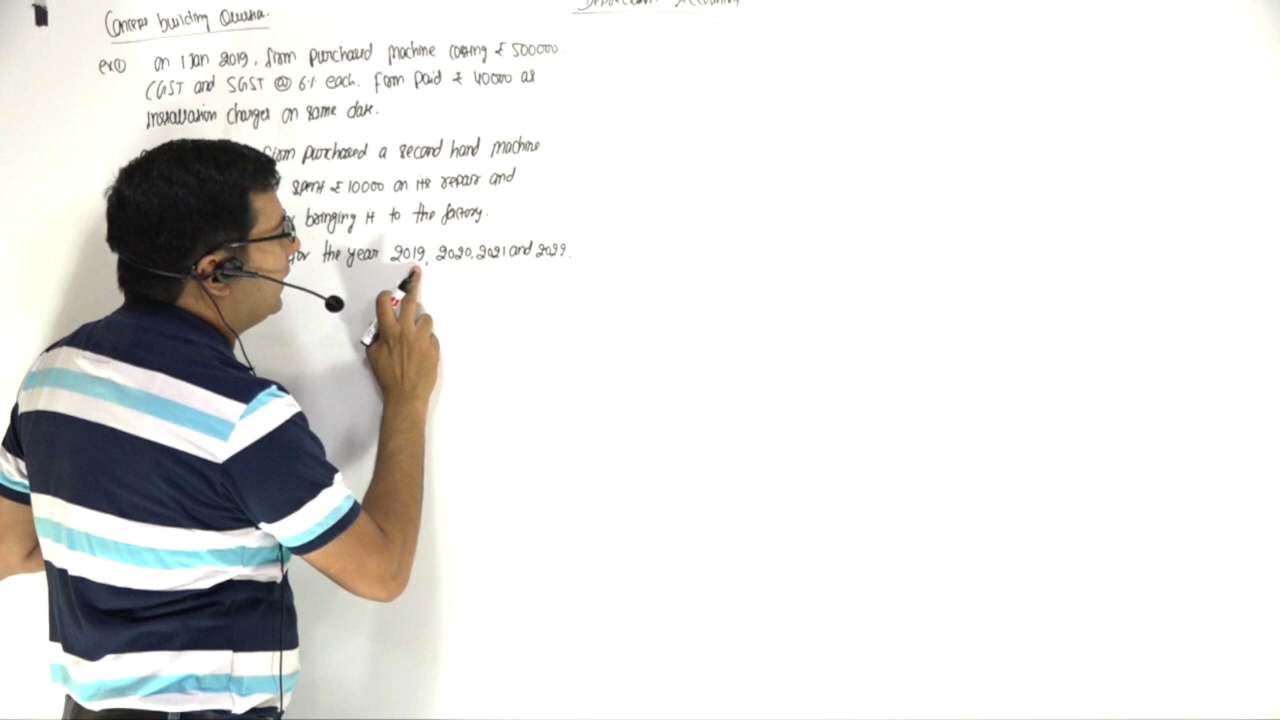 Concept building Question.
Depreciation Accounting
ex① on 1 Jan 2019, firm purchased machine costing ₹ 500000.
CGST and SGST @ 6% each. firm paid ₹ 40000 as
Installation charges on same date.
firm purchased a second hand machine
spent ₹ 10000 on its repair and
bringing it to the factory.
for the year 2019, 2020, 2021 and 2022.